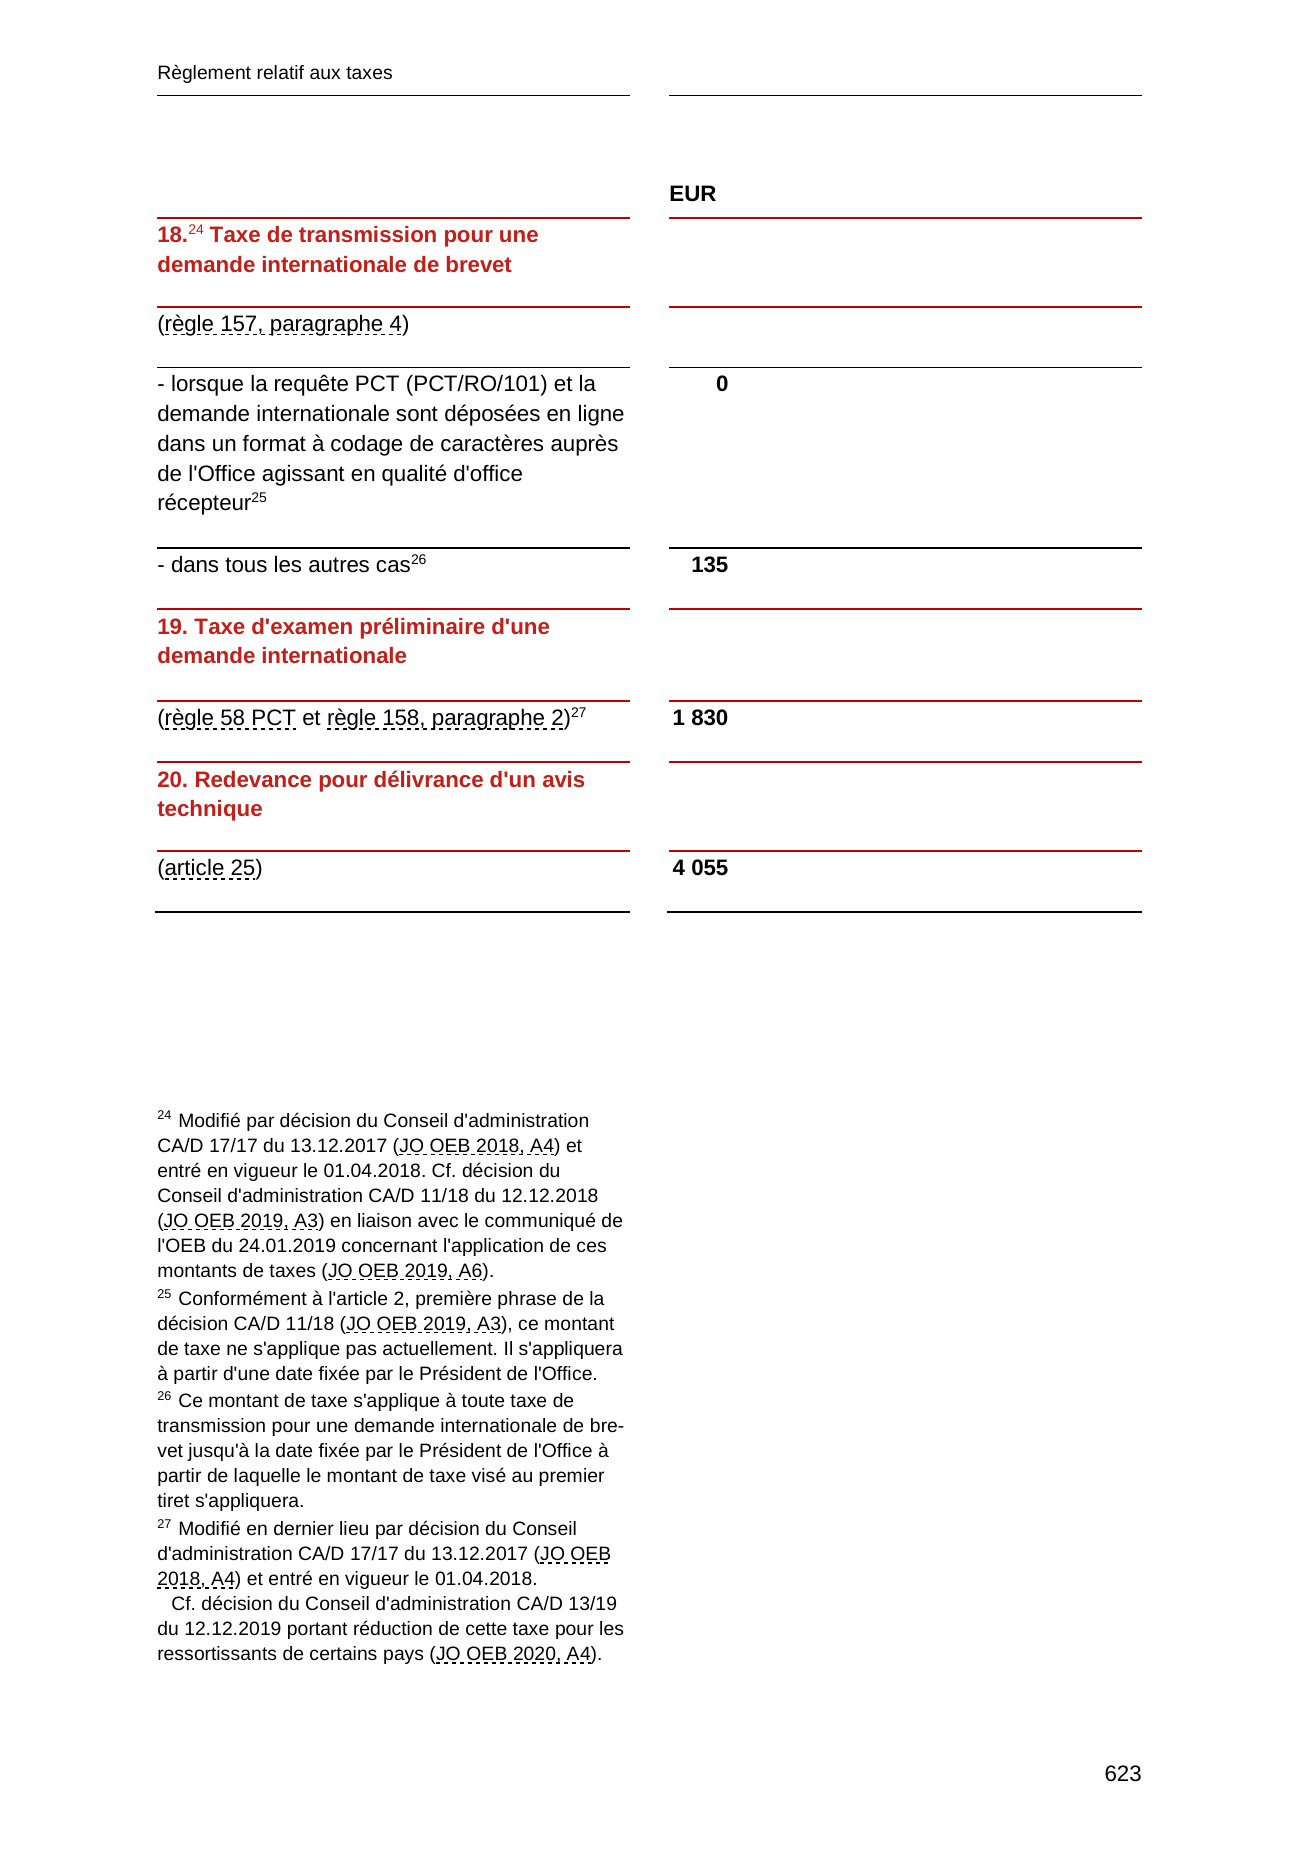 Règlement relatif aux taxes
EUR
18.24 Taxe de transmission pour une
demande internationale de brevet
(règle 157, paragraphe 4)
- lorsque la requête PCT (PCT/RO/101) et la
demande internationale sont déposées en ligne
dans un format à codage de caractères auprès
de l'Office agissant en qualité d'office
récepteur25
0
- dans tous les autres cas26
135
19. Taxe d'examen préliminaire d'une
demande internationale
(règle 58 PCT et règle 158, paragraphe 2)27
1 830
20. Redevance pour délivrance d'un avis
technique
(article 25)
4 055
24 Modifié par décision du Conseil d'administration
CA/D 17/17 du 13.12.2017 (JO OEB 2018, A4) et
entré en vigueur le 01.04.2018. Cf. décision du
Conseil d'administration CA/D 11/18 du 12.12.2018
(JO OEB 2019, A3) en liaison avec le communiqué de
l'OEB du 24.01.2019 concernant l'application de ces
montants de taxes (JO OEB 2019, A6).
25 Conformément à l'article 2, première phrase de la
décision CA/D 11/18 (JO OEB 2019, A3), ce montant
de taxe ne s'applique pas actuellement. Il s'appliquera
à partir d'une date fixée par le Président de l'Office.
26 Ce montant de taxe s'applique à toute taxe de
transmission pour une demande internationale de bre-
vet jusqu'à la date fixée par le Président de l'Office à
partir de laquelle le montant de taxe visé au premier
tiret s'appliquera.
27 Modifié en dernier lieu par décision du Conseil
d'administration CA/D 17/17 du 13.12.2017 (JO OEB
2018, A4) et entré en vigueur le 01.04.2018.
Cf. décision du Conseil d'administration CA/D 13/19
du 12.12.2019 portant réduction de cette taxe pour les
ressortissants de certains pays (JO OEB 2020, A4).
623